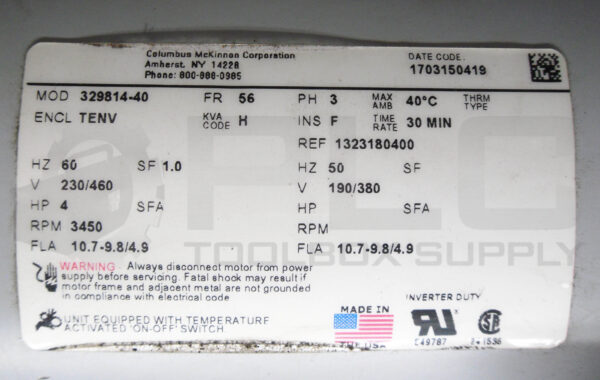 Columbus McKinnon Corporation
Amherst, NY 14228
Phone: 800-888-0985
DATE CODE:
1703150419
MOD 329814-40 FR 56 PH 3 MAX AMB 40°C THRM TYPE
ENCL TENV KVA CODE H INS F TIME RATE 30 MIN
REF 1323180400
HZ 60 SF 1.0 HZ 50 SF
V 230/460 V 190/380
HP 4 SFA HP SFA
RPM 3450 RPM
FLA 10.7-9.8/4.9 FLA 10.7-9.8/4.9
PLC
TOOLBOX SUPPLY
WARNING - Always disconnect motor from power
supply before servicing. Fatal shock may result if
motor frame and adjacent metal are not grounded
in compliance with electrical code.
UNIT EQUIPPED WITH TEMPERATURE
ACTIVATED 'ON-OFF' SWITCH.
MADE IN
THE USA
INVERTER DUTY
E49787